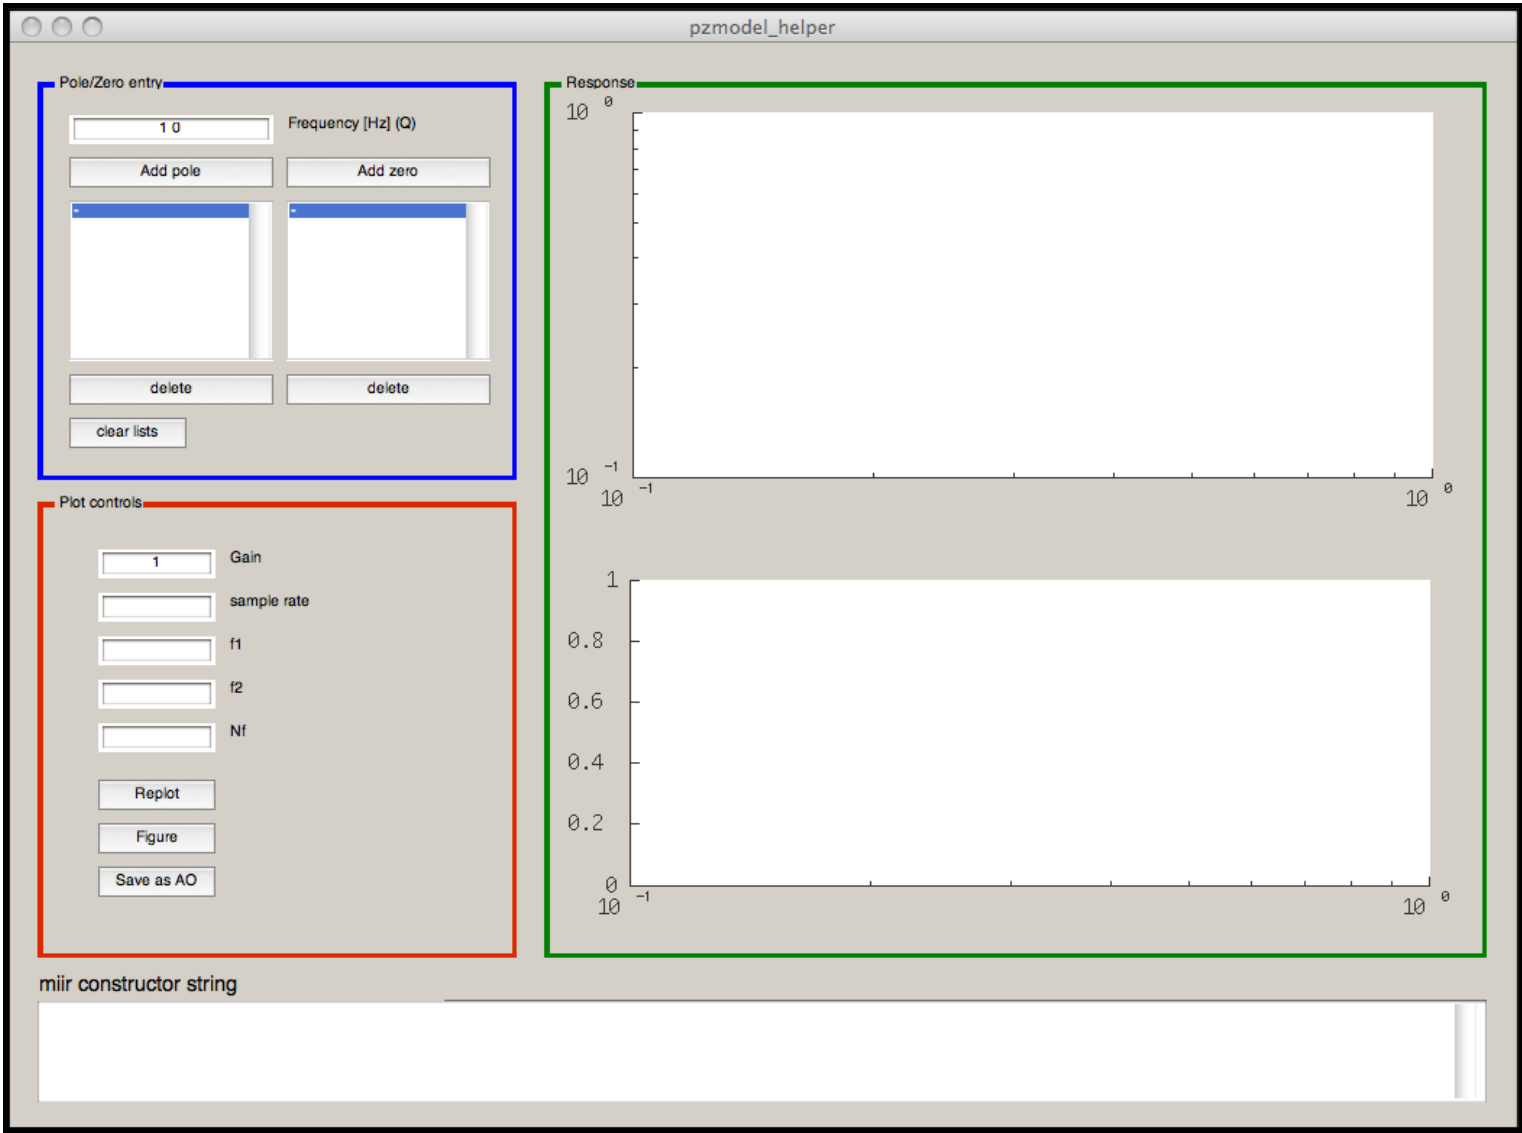 pzmodel_helper
Pole/Zero entry
1 0
Frequency [Hz] (Q)
Add pole
Add zero
-
-
delete
delete
clear lists
Plot controls
1
Gain
sample rate
f1
f2
Nf
Replot
Figure
Save as AO
Response
10 0
10 -1
10 -1
10 0
1
0.8
0.6
0.4
0.2
0
10 -1
10 0
miir constructor string